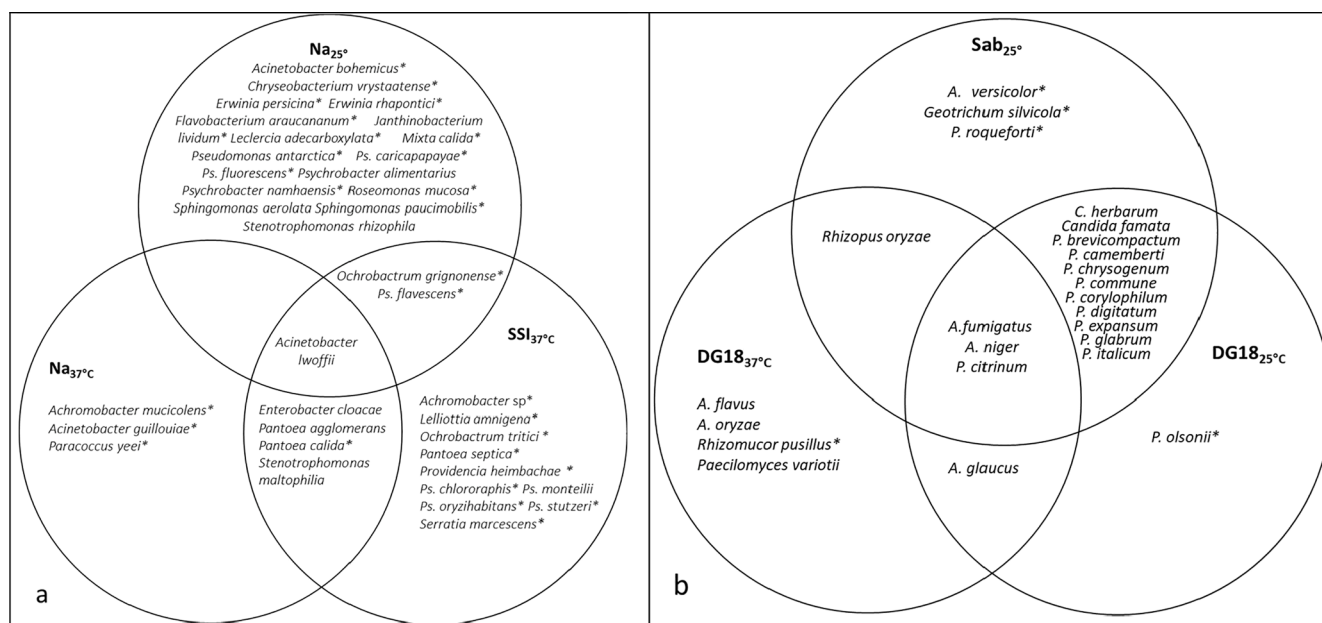 Na25°
Acinetobacter bohemicus*
Chryseobacterium vrystaatense*
Erwinia persicina* Erwinia rhapontici*
Flavobacterium araucananum* Janthinobacterium
lividum* Leclercia adecarboxylata* Mixta calida*
Pseudomonas antarctica* Ps. caricapapayae*
Ps. fluorescens* Psychrobacter alimentarius
Psychrobacter namhaensis* Roseomonas mucosa*
Sphingomonas aerolata Sphingomonas paucimobilis*
Stenotrophomonas rhizophila
Ochrobactrum grignonense*
Ps. flavescens*
Acinetobacter
lwoffii
SSI37°C
Na37°C
Achromobacter mucicolens*
Acinetobacter guillouiae*
Paracoccus yeei*
Enterobacter cloacae
Pantoea agglomerans
Pantoea calida*
Stenotrophomonas
maltophilia
Achromobacter sp*
Lelliottia amnigena*
Ochrobactrum tritici *
Pantoea septica*
Providencia heimbachae *
Ps. chlororaphis* Ps. monteilii
Ps. oryzihabitans* Ps. stutzeri*
Serratia marcescens*
a
Sab25°
A. versicolor*
Geotrichum silvicola*
P. roqueforti*
Rhizopus oryzae
C. herbarum
Candida famata
P. brevicompactum
P. camemberti
P. chrysogenum
P. commune
P. corylophilum
P. digitatum
P. expansum
P. glabrum
P. italicum
A.fumigatus
A. niger
P. citrinum
DG1837°C
DG1825°C
A. flavus
A. oryzae
Rhizomucor pusillus*
Paecilomyces variotii
P. olsonii*
A. glaucus
b